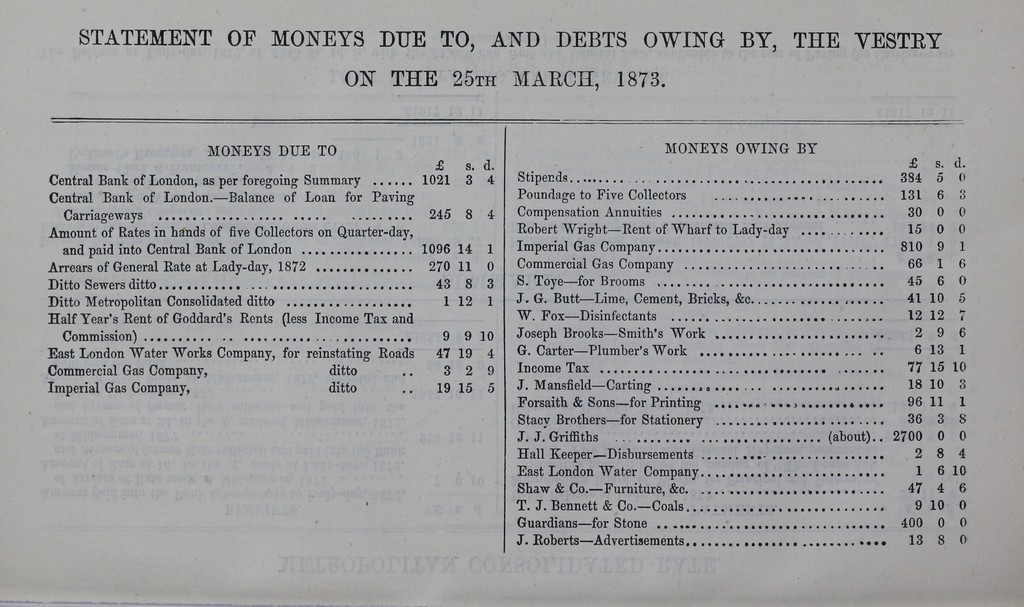 STATEMENT OF MONEYS DUE TO, AND DEBTS OWING BY, THE VESTRY
ON THE 25TH MARCH, 1873.
MONEYS DUE TO
£ s. d.
Central Bank of London, as per foregoing Summary ...... 1021 3 4
Central Bank of London.—Balance of Loan for Paving
Carriageways .................. ..... ......... 245 8 4
Amount of Rates in hands of five Collectors on Quarter-day,
and paid into Central Bank of London ................ 1096 14 1
Arrears of General Rate at Lady-day, 1872 .............. 270 11 0
Ditto Sewers ditto ................................ 43 8 3
Ditto Metropolitan Consolidated ditto .................. 1 12 1
Half Year's Rent of Goddard's Rents (less Income Tax and
Commission) ........................................ 9 9 10
East London Water Works Company, for reinstating Roads 47 19 4
Commercial Gas Company, ditto .. 3 2 9
Imperial Gas Company, ditto .. 19 15 5
MONEYS OWING BY
£ s. d.
Stipends ........................................ 384 5 0
Poundage to Five Collectors ........................ 131 6 3
Compensation Annuities .............................. 30 0 0
Robert Wright—Rent of Wharf to Lady-day ............ 15 0 0
Imperial Gas Company................................ 810 9 1
Commercial Gas Company .............................. 66 1 6
S. Toye—for Brooms ................................ 45 6 0
J. G. Butt—Lime, Cement, Bricks, &c................... 41 10 5
W. Fox—Disinfectants .............................. 12 12 7
Joseph Brooks—Smith's Work .......................... 2 9 6
G. Carter—Plumber's Work .......................... 6 13 1
Income Tax ........................................ 77 15 10
J. Mansfield—Carting ................................ 18 10 3
Forsaith & Sons—for Printing ........................ 96 11 1
Stacy Brothers—for Stationery ........................ 36 3 8
J. J. Griffiths .............................. (about).. 2700 0 0
Hall Keeper—Disbursements .......................... 2 8 4
East London Water Company............................ 1 6 10
Shaw & Co.—Furniture, &c. .......................... 47 4 6
T. J. Bennett & Co.—Coals............................ 9 10 0
Guardians—for Stone ................................ 400 0 0
J. Roberts—Advertisements............................ 13 8 0